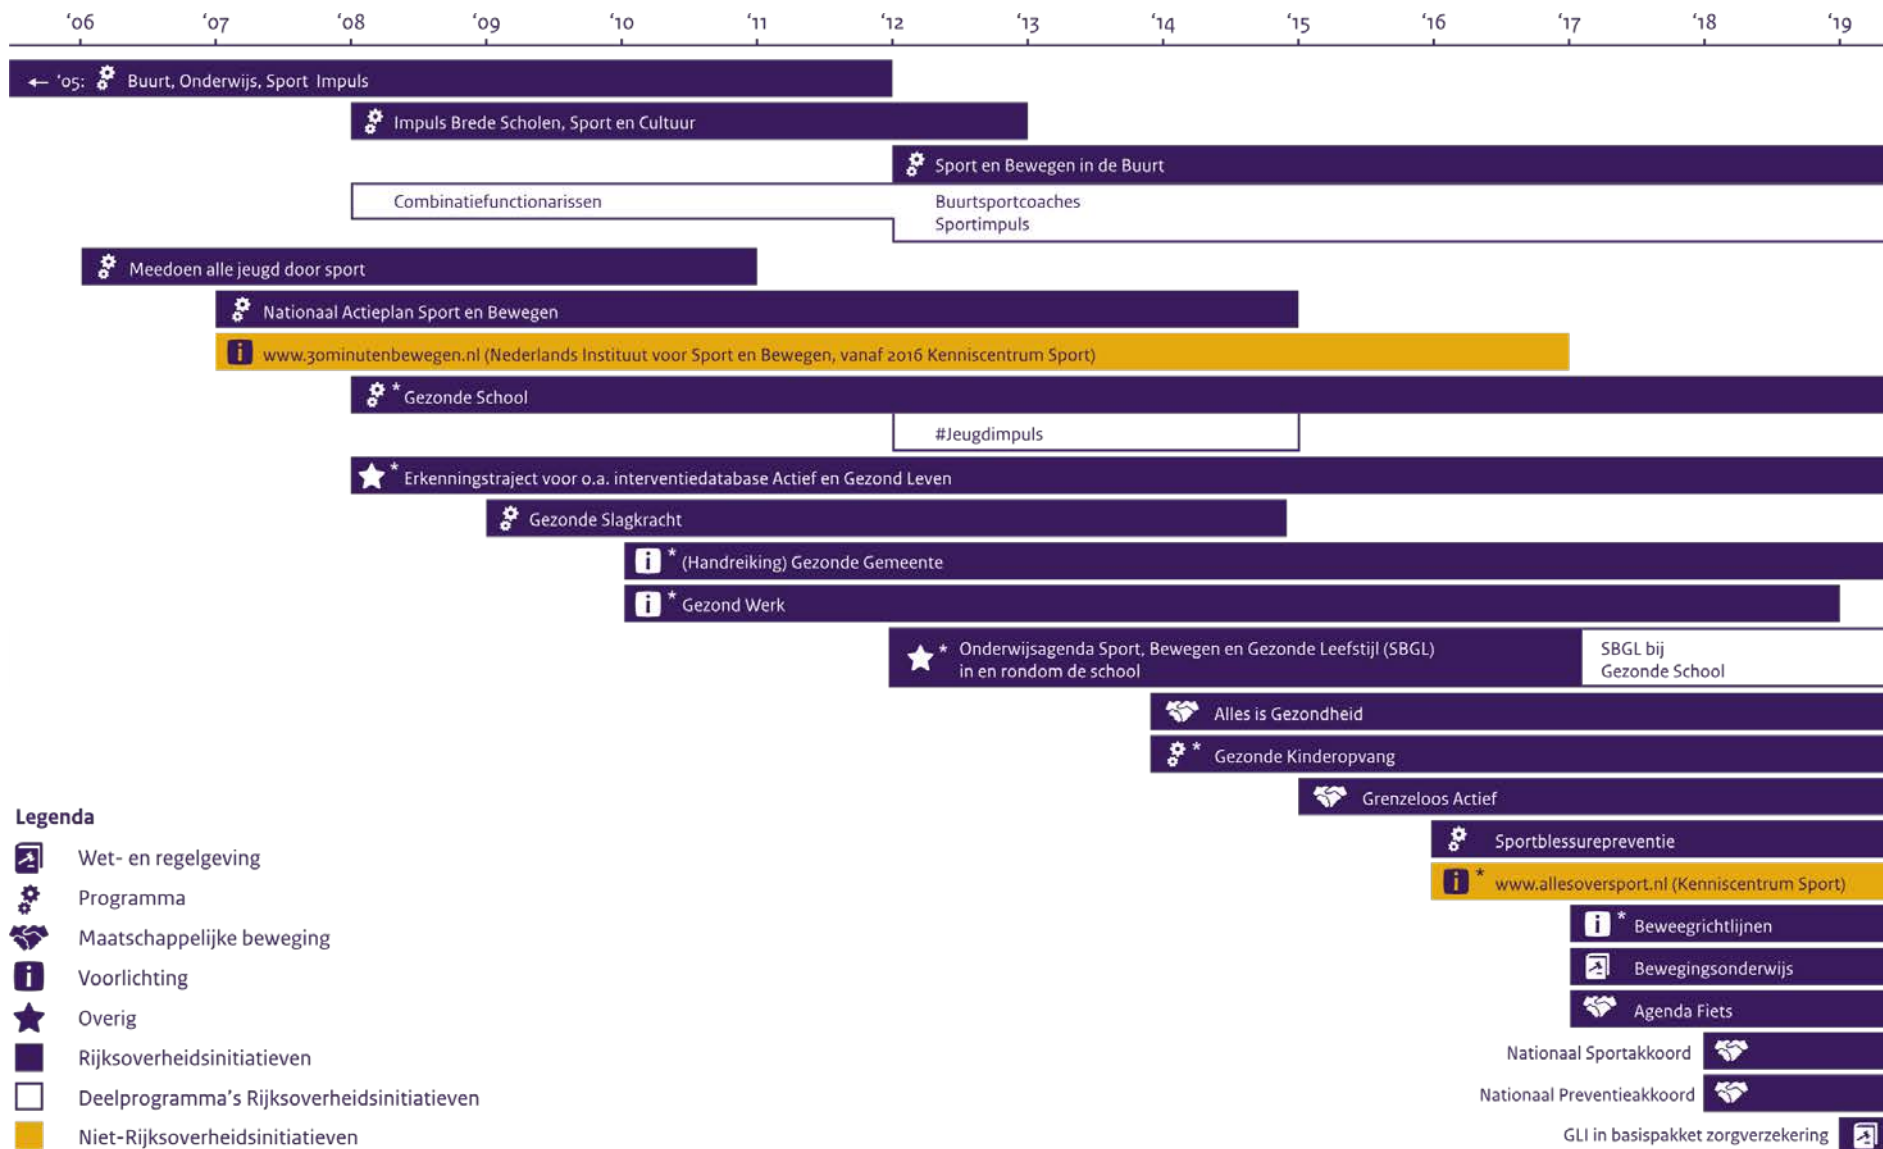 ‘06 ‘07 ‘08 ‘09 ‘10 ‘11 ‘12 ‘13 ‘14 ‘15 ‘16 ‘17 ‘18 ‘19
← ‘05: Buurt, Onderwijs, Sport Impuls
Impuls Brede Scholen, Sport en Cultuur
Sport en Bewegen in de Buurt
Combinatiefunctionarissen
Buurtsportcoaches
Sportimpuls
Meedoen alle jeugd door sport
Nationaal Actieplan Sport en Bewegen
i www.30minutenbewegen.nl (Nederlands Instituut voor Sport en Bewegen, vanaf 2016 Kenniscentrum Sport)
* Gezonde School
#Jeugdimpuls
* Erkenningstraject voor o.a. interventiedatabase Actief en Gezond Leven
Gezonde Slagkracht
i * (Handreiking) Gezonde Gemeente
i * Gezond Werk
* Onderwijsagenda Sport, Bewegen en Gezonde Leefstijl (SBGL)
in en rondom de school
SBGL bij
Gezonde School
Alles is Gezondheid
* Gezonde Kinderopvang
Grenzeloos Actief
Sportblessurepreventie
i * www.allesoversport.nl (Kenniscentrum Sport)
i * Beweegrichtlijnen
Bewegingsonderwijs
Agenda Fiets
Nationaal Sportakkoord
Nationaal Preventieakkoord
GLI in basispakket zorgverzekering
Legenda
Wet- en regelgeving
Programma
Maatschappelijke beweging
i Voorlichting
Overig
Rijksoverheidsinitiatieven
Deelprogramma’s Rijksoverheidsinitiatieven
Niet-Rijksoverheidsinitiatieven